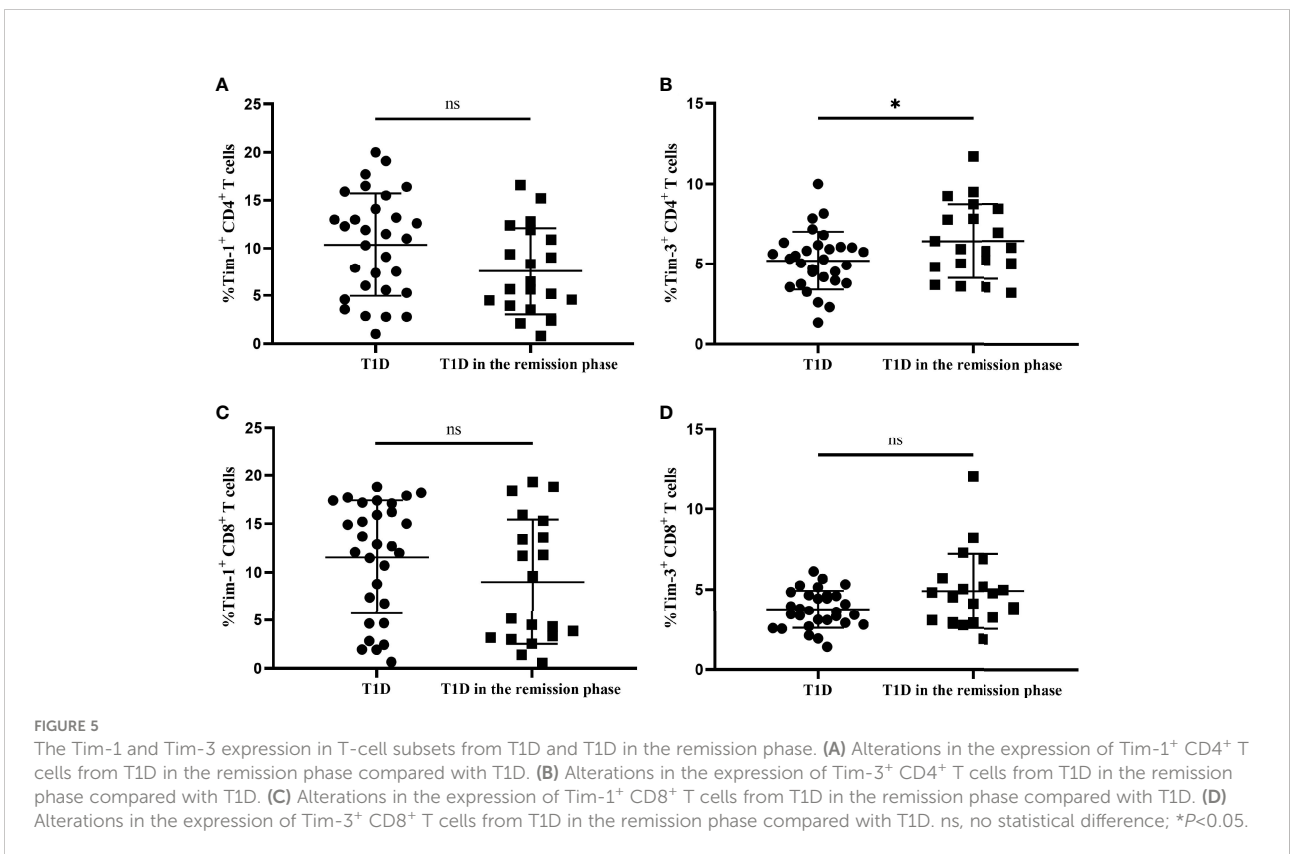 A
25
20
15
10
5
0
%Tim-1⁺ CD4⁺ T cells
ns
T1D
T1D in the remission phase
B
15
10
5
0
%Tim-3⁺ CD4⁺ T cells
*
T1D
T1D in the remission phase
C
25
20
15
10
5
0
%Tim-1⁺ CD8⁺ T cells
ns
T1D
T1D in the remission phase
D
15
10
5
0
%Tim-3⁺ CD8⁺ T cells
ns
T1D
T1D in the remission phase
FIGURE 5
The Tim-1 and Tim-3 expression in T-cell subsets from T1D and T1D in the remission phase. (A) Alterations in the expression of Tim-1⁺ CD4⁺ T
cells from T1D in the remission phase compared with T1D. (B) Alterations in the expression of Tim-3⁺ CD4⁺ T cells from T1D in the remission
phase compared with T1D. (C) Alterations in the expression of Tim-1⁺ CD8⁺ T cells from T1D in the remission phase compared with T1D. (D)
Alterations in the expression of Tim-3⁺ CD8⁺ T cells from T1D in the remission phase compared with T1D. ns, no statistical difference; *P<0.05.